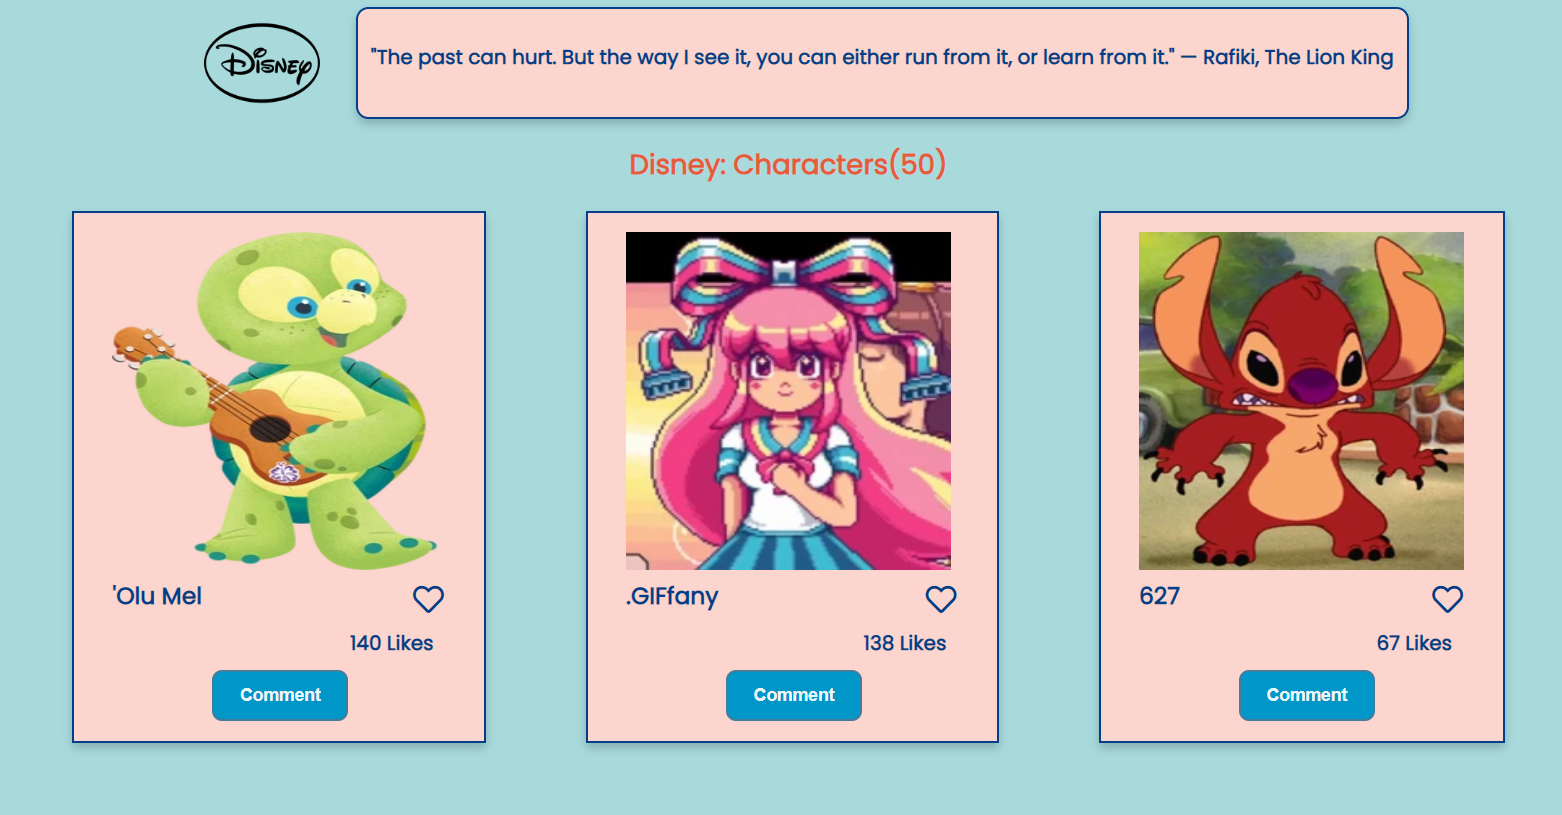 Disney
"The past can hurt. But the way I see it, you can either run from it, or learn from it." — Rafiki, The Lion King
Disney: Characters(50)
'Olu Mel
140 Likes
Comment
.GIFfany
138 Likes
Comment
627
67 Likes
Comment